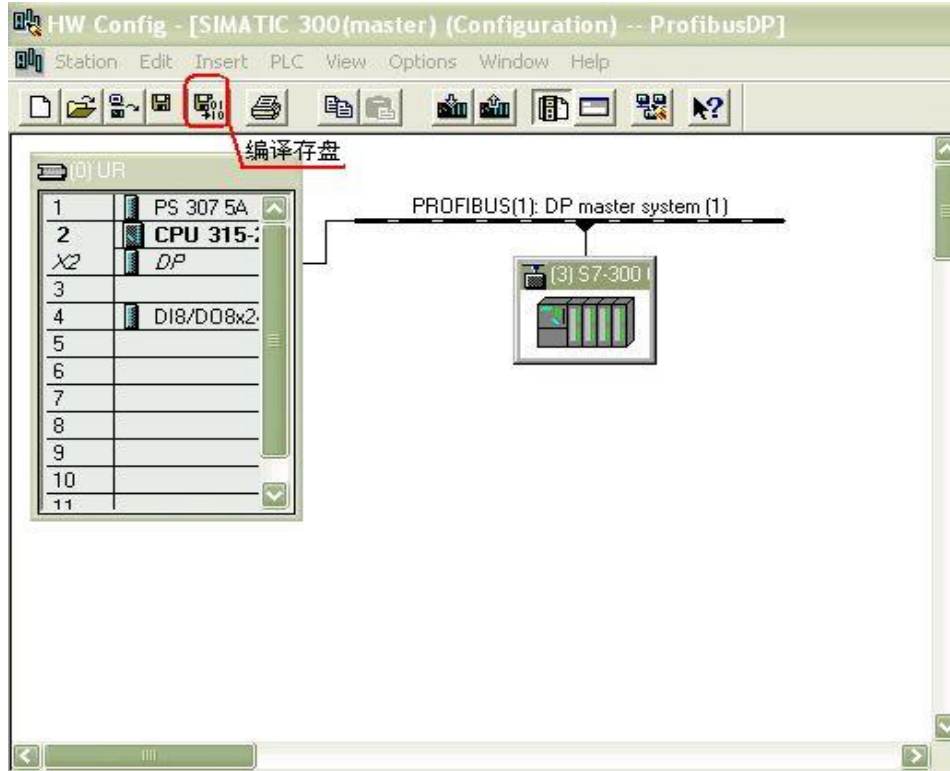 HW Config - [SIMATIC 300(master) (Configuration) -- ProfibusDP]
Station Edit Insert PLC View Options Window Help
编译存盘
(0) UR
1 PS 307 5A
2 CPU 315-2
X2 DP
3
4 DI8/DO8x2
5
6
7
8
9
10
11
PROFIBUS(1): DP master system (1)
(3) S7-300